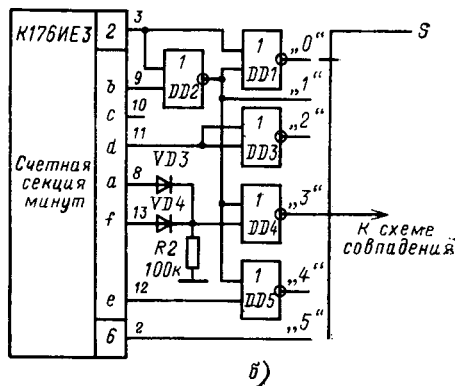 К176ИЕ3
2
3
1
DD1
„0“
S
b
9
1
DD2
„1“
c
10
d
11
1
DD3
„2“
Счетная
секция
минут
a
8
VD3
f
13
VD4
1
DD4
„3“
К схеме
совпадения
R2
100к
e
12
1
DD5
„4“
6
2
„5“
б)